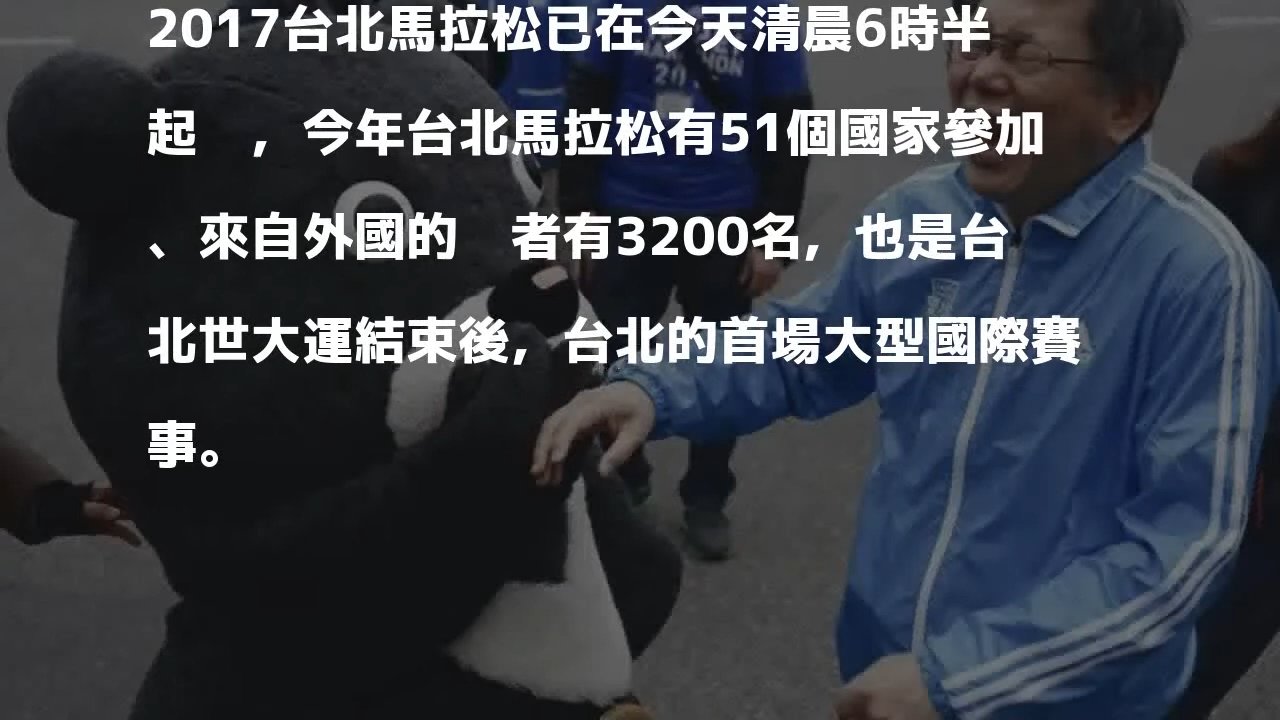 2017台北馬拉松已在今天清晨6時半
起　，今年台北馬拉松有51個國家參加
、來自外國的　者有3200名，也是台
北世大運結束後，台北的首場大型國際賽
事。